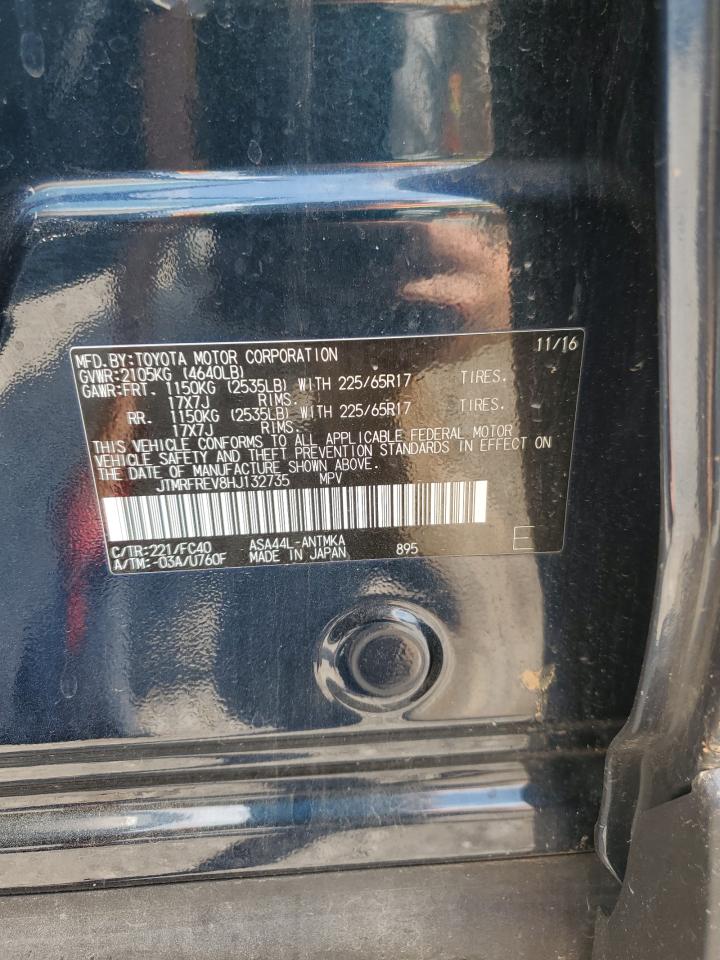 MFD.BY:TOYOTA MOTOR CORPORATION 11/16
GVWR:2105KG (4640LB)
GAWR:FRT. 1150KG (2535LB) WITH 225/65R17 TIRES.
17X7J RIMS.
RR. 1150KG (2535LB) WITH 225/65R17 TIRES.
17X7J RIMS.
THIS VEHICLE CONFORMS TO ALL APPLICABLE FEDERAL MOTOR
VEHICLE SAFETY AND THEFT PREVENTION STANDARDS IN EFFECT ON
THE DATE OF MANUFACTURE SHOWN ABOVE.
JTMRFREV8HJ132735 MPV
C/TR:221/FC40 ASA44L-ANTMKA 895 E
A/TM:-03A/U760F MADE IN JAPAN